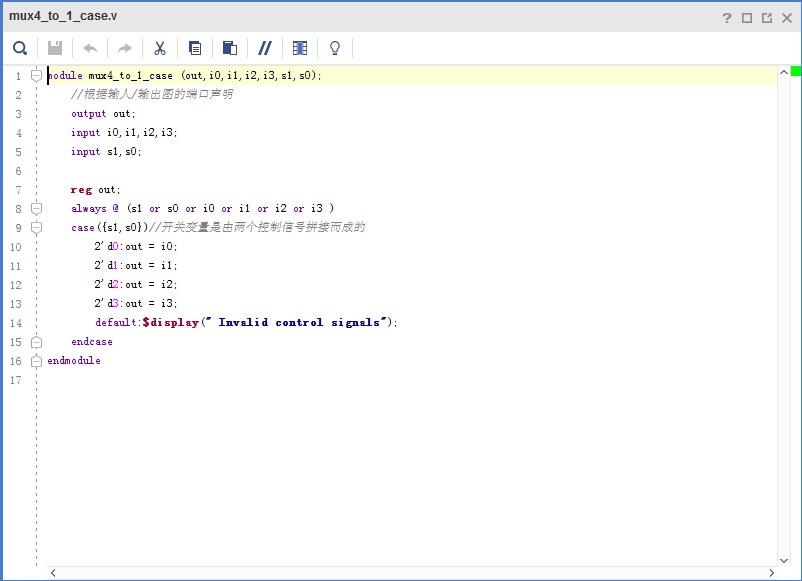 mux4_to_1_case.v
1 module mux4_to_1_case (out,i0,i1,i2,i3,s1,s0);
2 //根据输入/输出图的端口声明
3 output out;
4 input i0,i1,i2,i3;
5 input s1,s0;
6
7 reg out;
8 always @ (s1 or s0 or i0 or i1 or i2 or i3 )
9 case({s1,s0})//开关变量是由两个控制信号拼接而成的
10 2'd0:out = i0;
11 2'd1:out = i1;
12 2'd2:out = i2;
13 2'd3:out = i3;
14 default:$display(" Invalid control signals");
15 endcase
16 endmodule
17